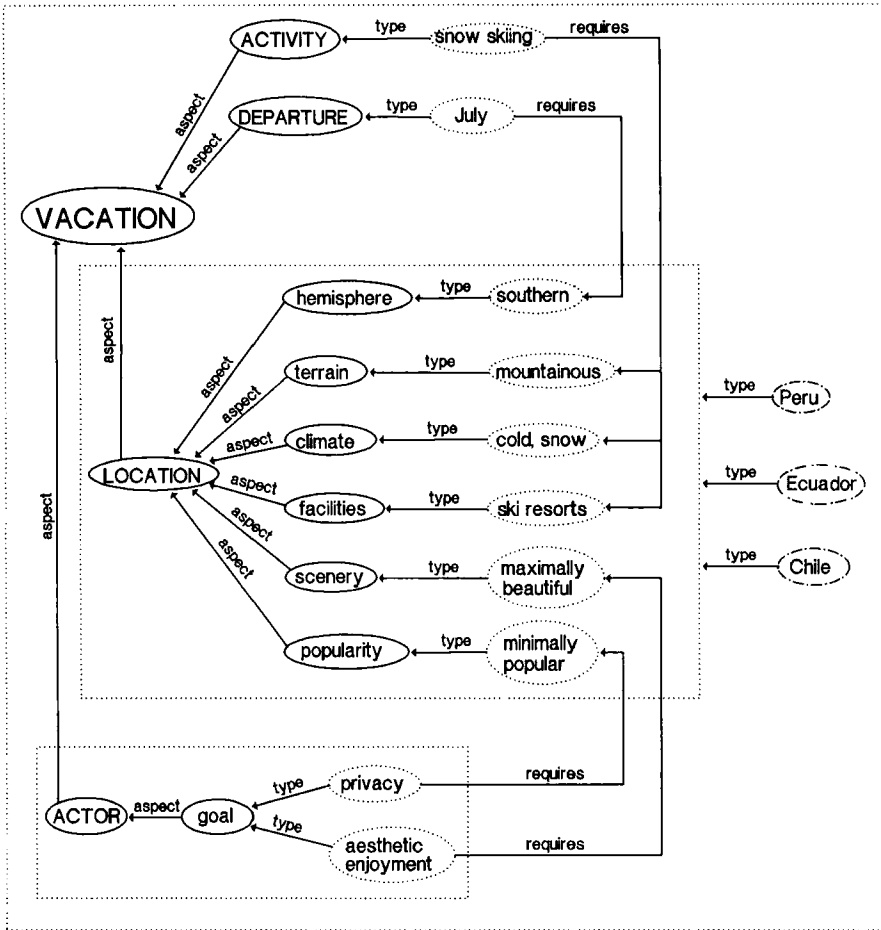 ACTIVITY
type
snow skiing
requires
aspect
DEPARTURE
type
July
requires
aspect
VACATION
aspect
aspect
hemisphere
type
southern
aspect
terrain
type
mountainous
aspect
type
Peru
climate
type
cold, snow
aspect
LOCATION
aspect
type
Ecuador
facilities
type
ski resorts
aspect
scenery
type
maximally
beautiful
type
Chile
aspect
popularity
type
minimally
popular
ACTOR
aspect
goal
type
privacy
requires
type
aesthetic
enjoyment
requires